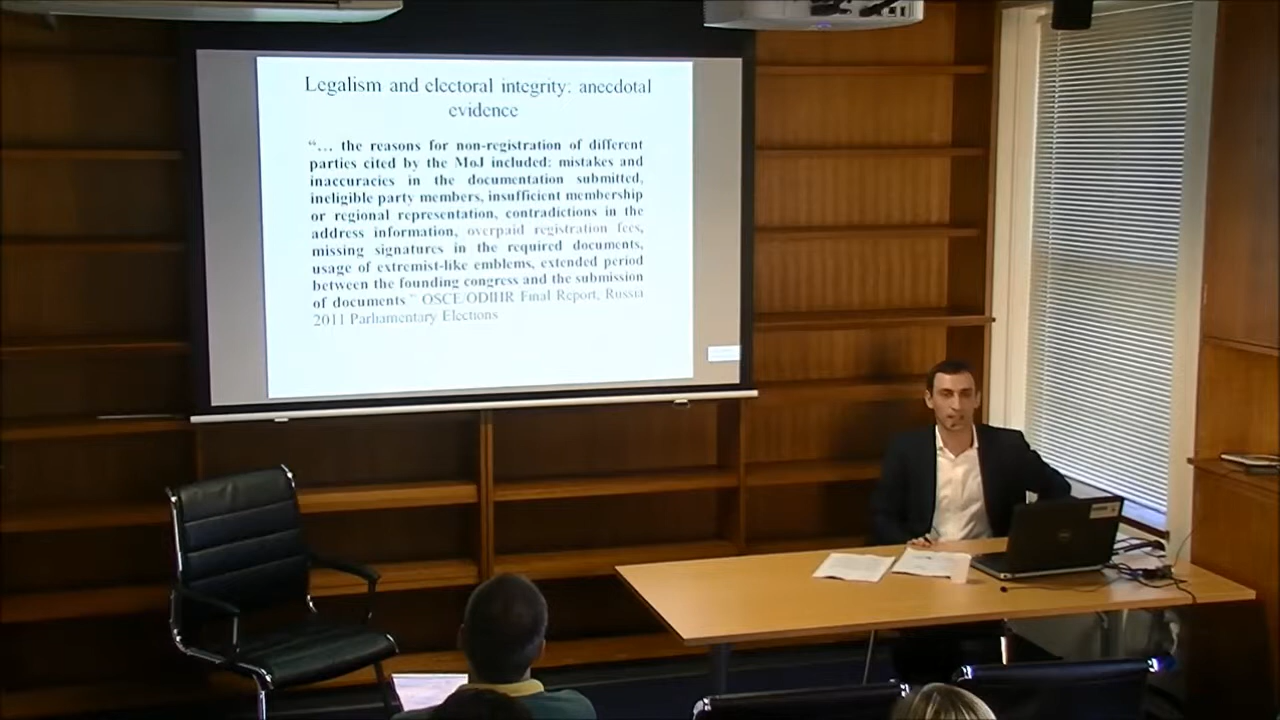 Legalism and electoral integrity: anecdotal
evidence
“… the reasons for non-registration of different
parties cited by the MoJ included: mistakes and
inaccuracies in the documentation submitted,
ineligible party members, insufficient membership
or regional representation, contradictions in the
address information, overpaid registration fees,
missing signatures in the required documents,
usage of extremist-like emblems, extended period
between the founding congress and the submission
of documents” OSCE/ODIHR Final Report, Russia
2011 Parliamentary Elections